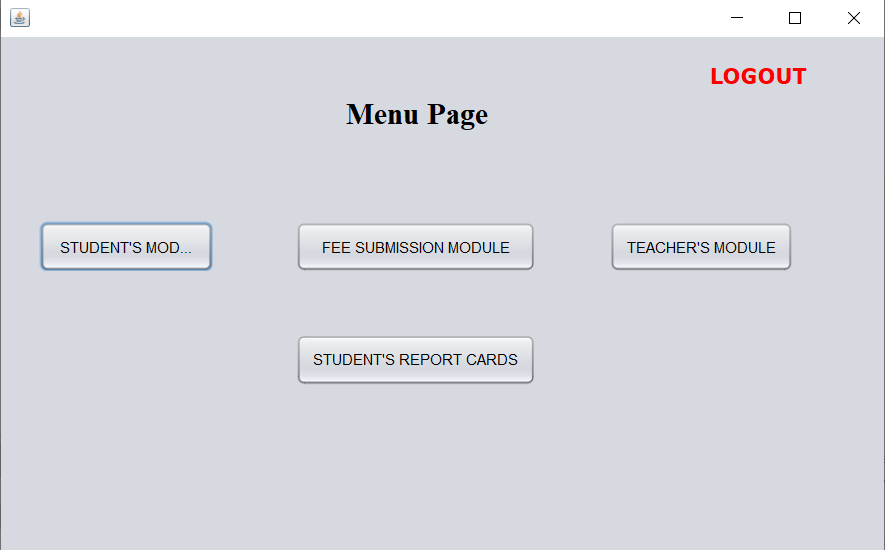 LOGOUT
Menu Page
STUDENT'S MOD...
FEE SUBMISSION MODULE
TEACHER'S MODULE
STUDENT'S REPORT CARDS